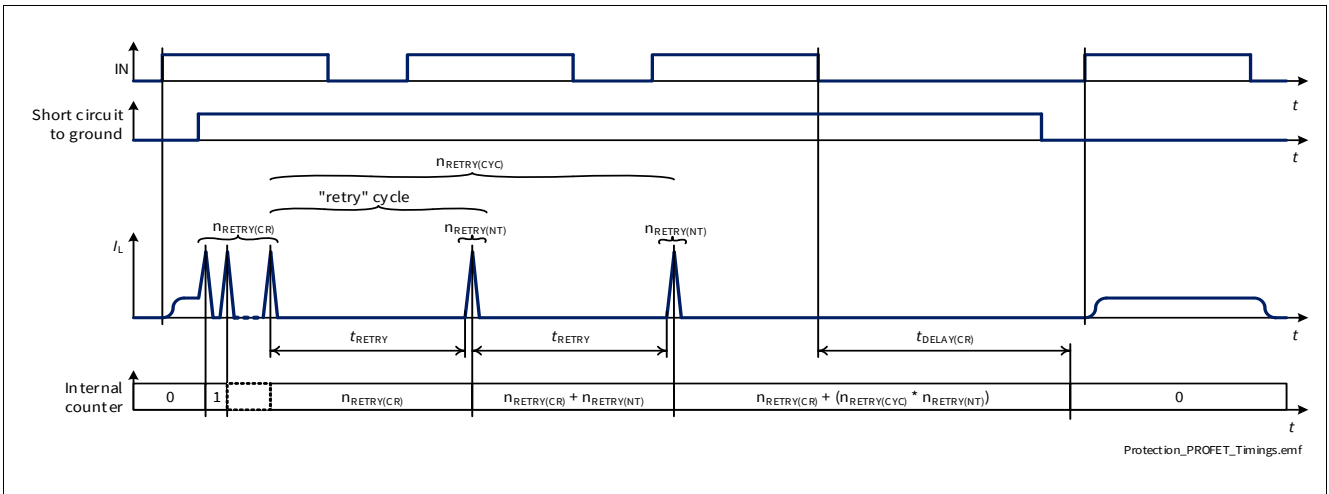 IN
t
Short circuit
to ground
t
nRETRY(CYC)
"retry" cycle
nRETRY(CR)
nRETRY(NT)
nRETRY(NT)
IL
t
tRETRY
tRETRY
tDELAY(CR)
Internal
counter
0
1
nRETRY(CR)
nRETRY(CR) + nRETRY(NT)
nRETRY(CR) + (nRETRY(CYC) * nRETRY(NT))
0
t
Protection_PROFET_Timings.emf